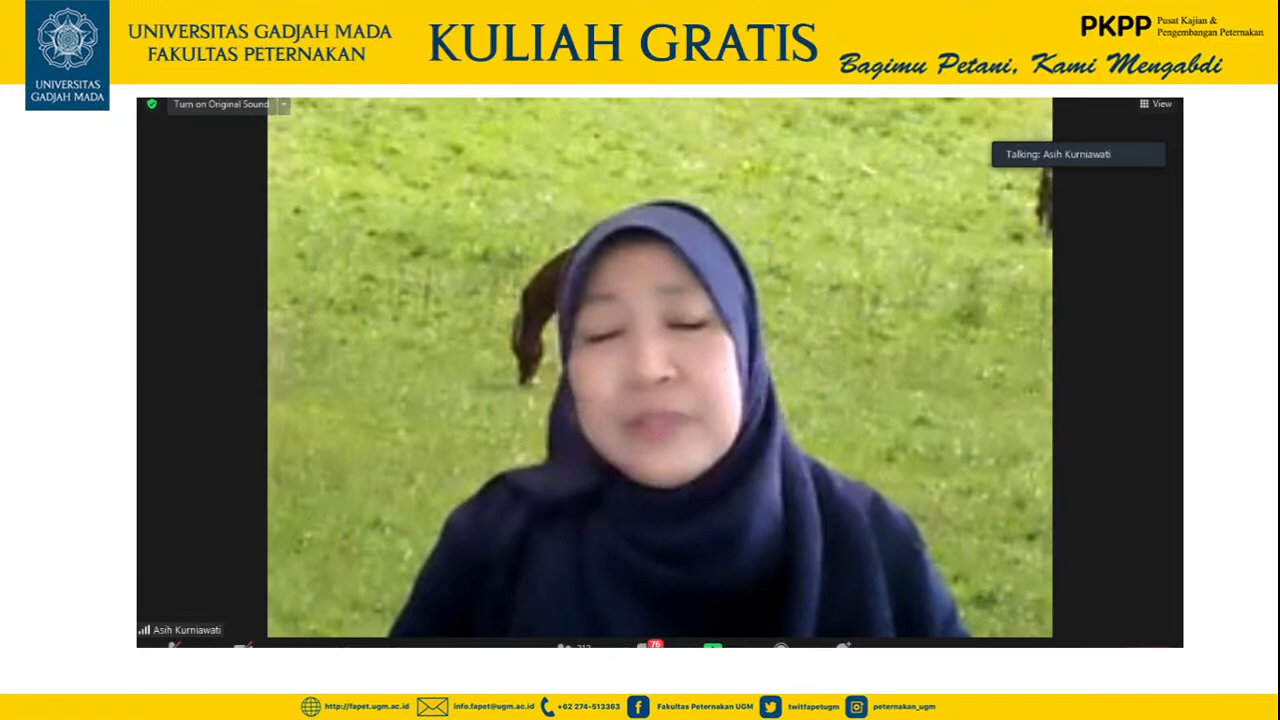 UNIVERSITAS GADJAH MADA
FAKULTAS PETERNAKAN
UNIVERSITAS
GADJAH MADA
KULIAH GRATIS
PKPP
Pusat Kajian &
Pengembangan Peternakan
Bagimu Petani, Kami Mengabdi
Turn on Original Sound
View
Talking: Asih Kurniawati
Asih Kurniawati
76
http://fapet.ugm.ac.id
info.fapet@ugm.ac.id
+62 274-513363
Fakultas Peternakan UGM
twitfapetugm
peternakan_ugm